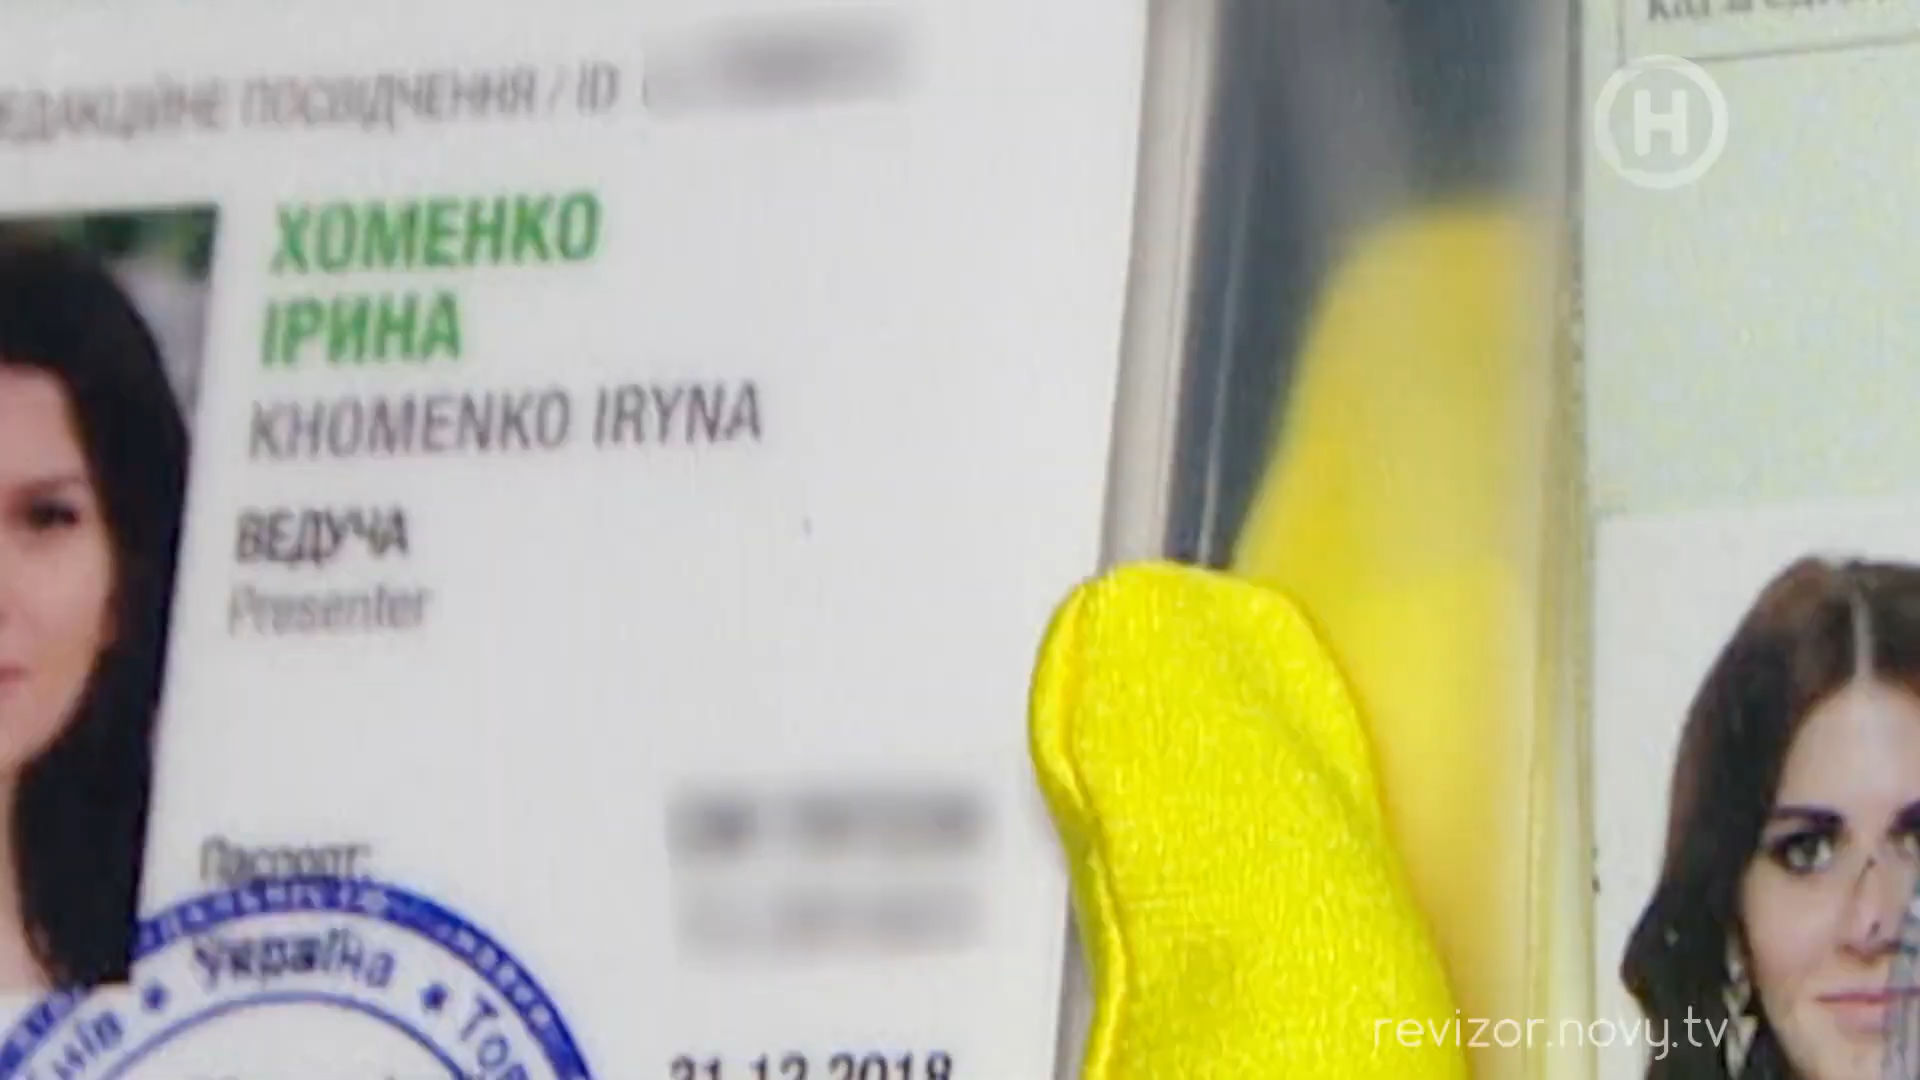 РЕДАКЦІЙНЕ ПОСВІДЧЕННЯ / ID
ХОМЕНКО
ІРИНА
KHOMENKO IRYNA
ВЕДУЧА
Presenter
Паспорт:
Україна
31.12.2018
H
revizor.novy.tv